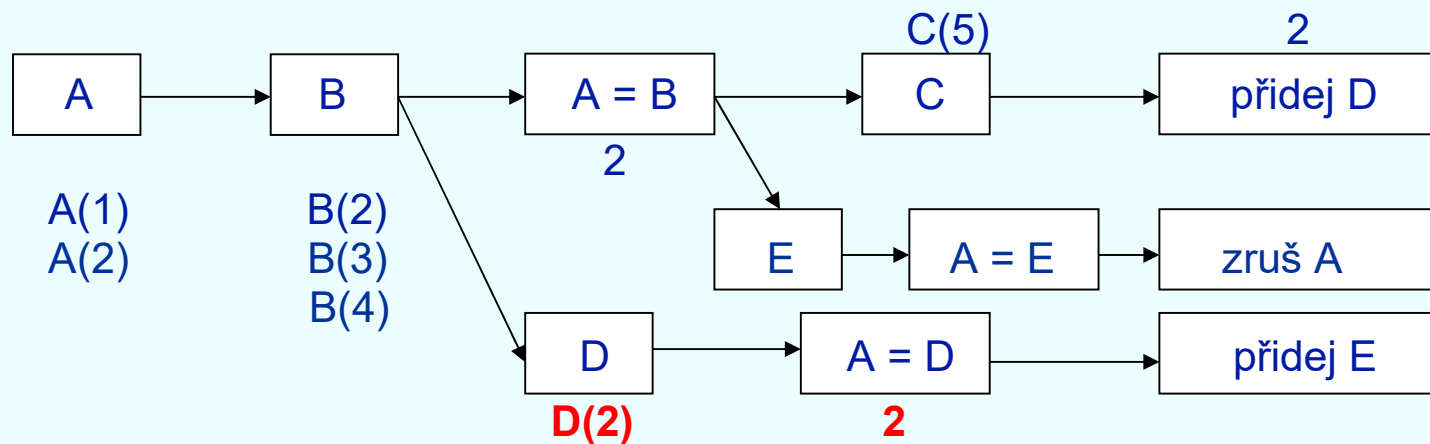 C(5) 2
A B A = B C přidej D
2
A(1) B(2)
A(2) B(3)
B(4)
E A = E zruš A
D A = D přidej E
D(2) 2